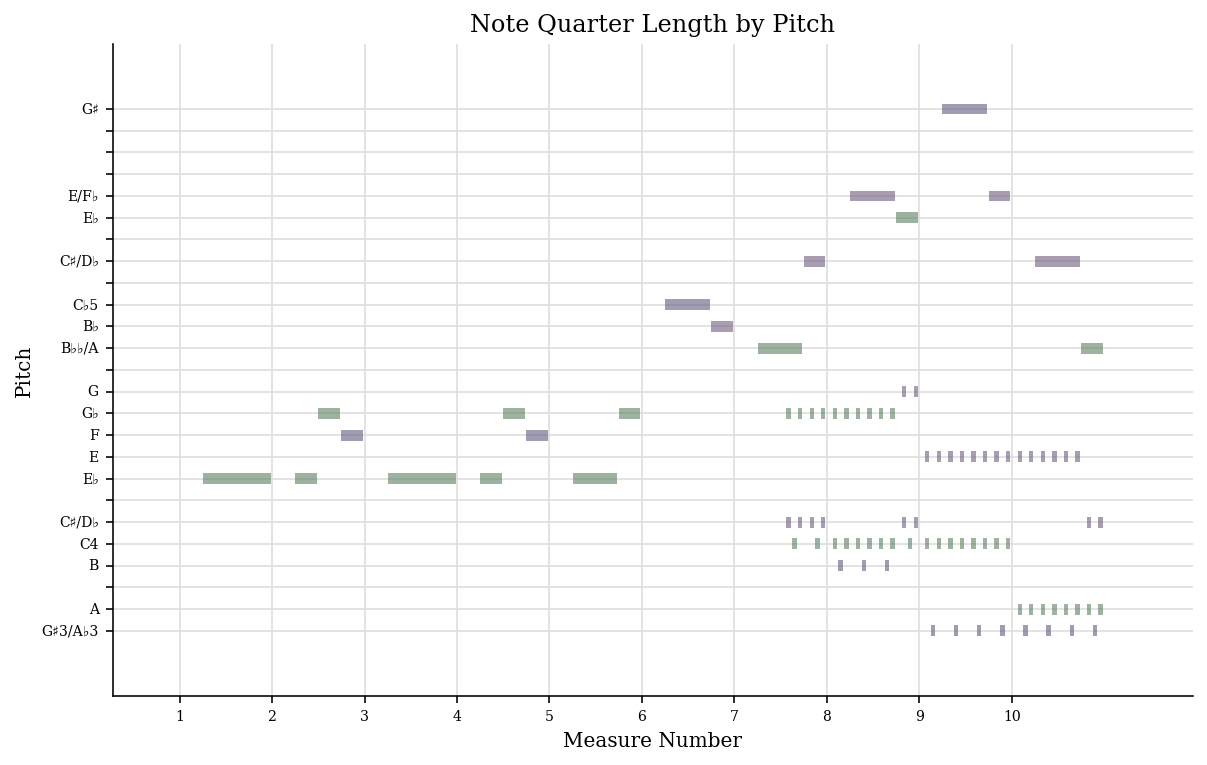 Note Quarter Length by Pitch
G♯
E/F♭
E♭
C♯/D♭
C♭5
B♭
B♭♭/A
G
G♭
F
E
E♭
C♯/D♭
C4
B
A
G♯3/A♭3
Pitch
1 2 3 4 5 6 7 8 9 10
Measure Number